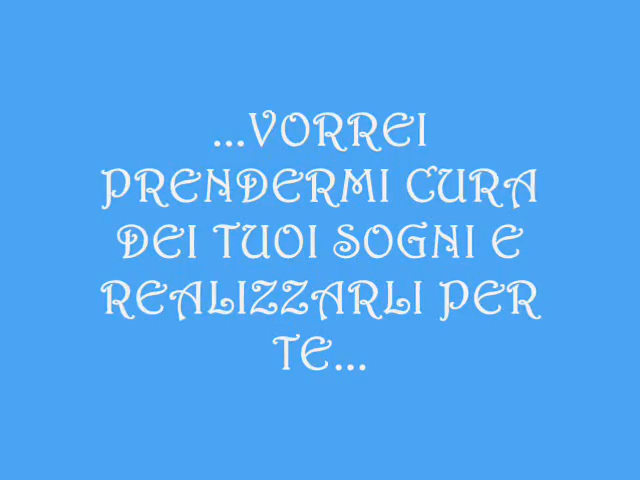 ...VORREI
PRENDERMI CURA
DEI TUOI SOGNI E
REALIZZARLI PER
TE...